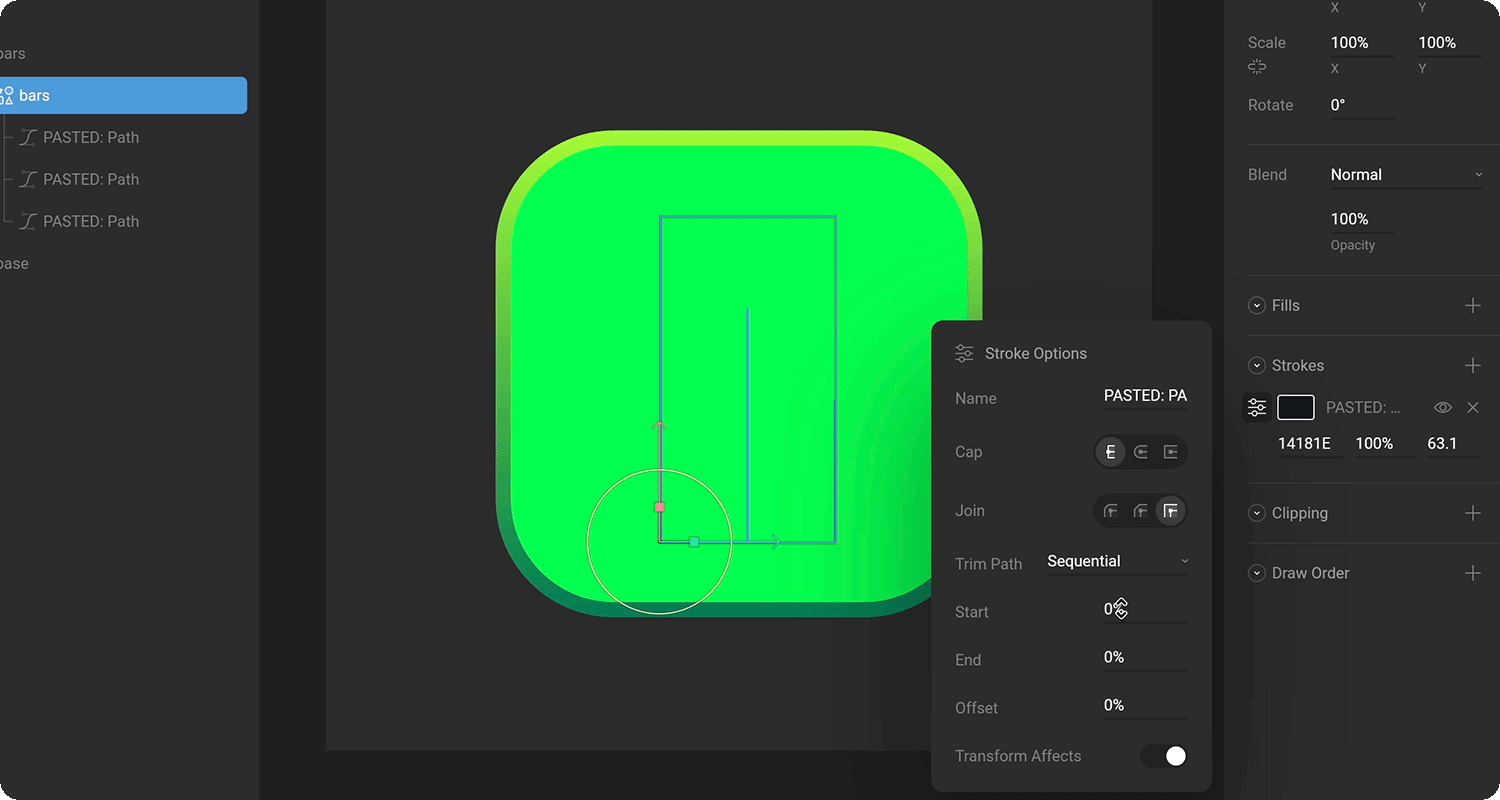 bars
bars
PASTED: Path
PASTED: Path
PASTED: Path
base
Stroke Options
Name PASTED: PA
Cap
Join
Trim Path Sequential
Start 0
End 0%
Offset 0%
Transform Affects
X Y
Scale 100% 100%
X Y
Rotate 0°
Blend Normal
100%
Opacity
Fills
Strokes
PASTED: ...
14181E 100% 63.1
Clipping
Draw Order